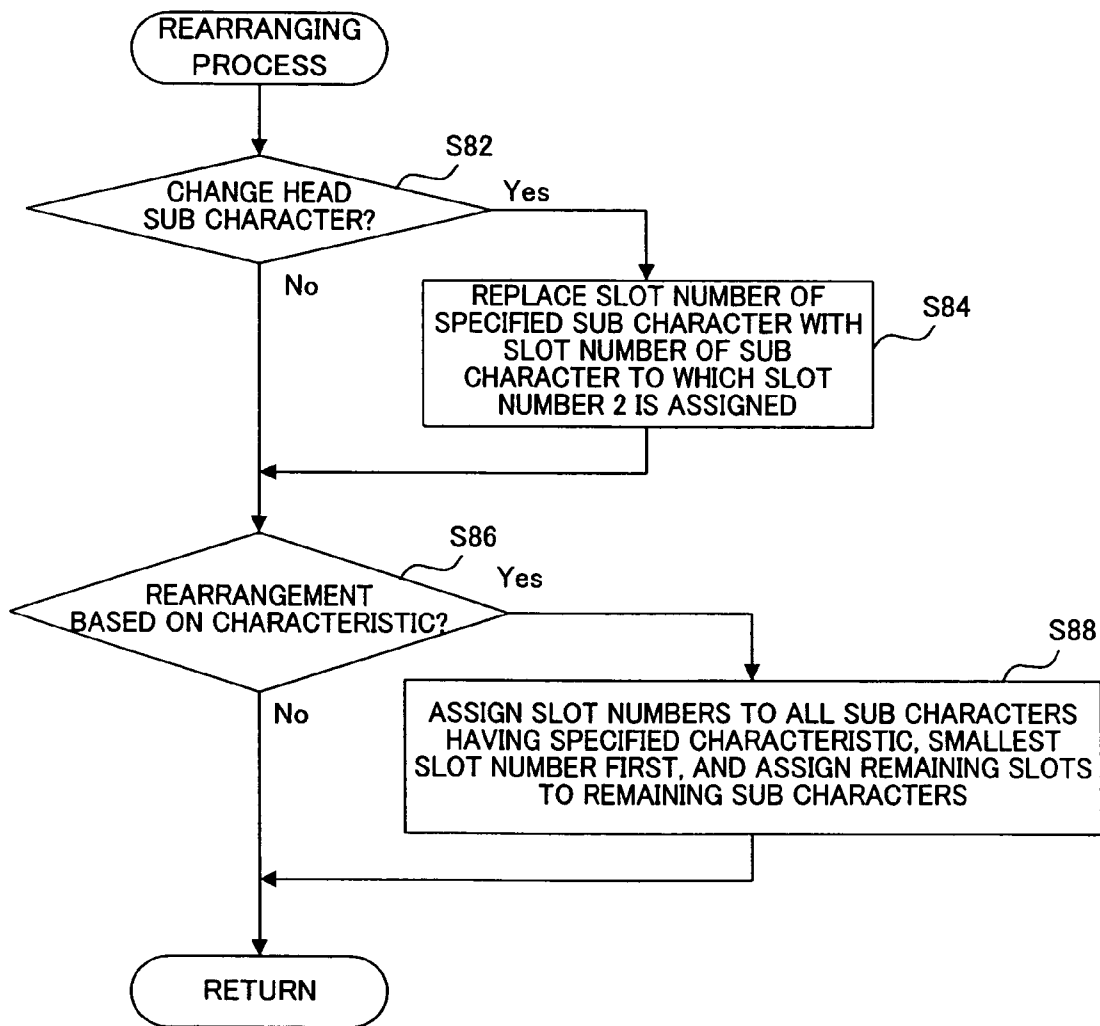 REARRANGING
PROCESS
S82
CHANGE HEAD
SUB CHARACTER?
Yes
No
REPLACE SLOT NUMBER OF
SPECIFIED SUB CHARACTER WITH
SLOT NUMBER OF SUB
CHARACTER TO WHICH SLOT
NUMBER 2 IS ASSIGNED
S84
S86
REARRANGEMENT
BASED ON CHARACTERISTIC?
Yes
No
S88
ASSIGN SLOT NUMBERS TO ALL SUB CHARACTERS
HAVING SPECIFIED CHARACTERISTIC, SMALLEST
SLOT NUMBER FIRST, AND ASSIGN REMAINING SLOTS
TO REMAINING SUB CHARACTERS
RETURN